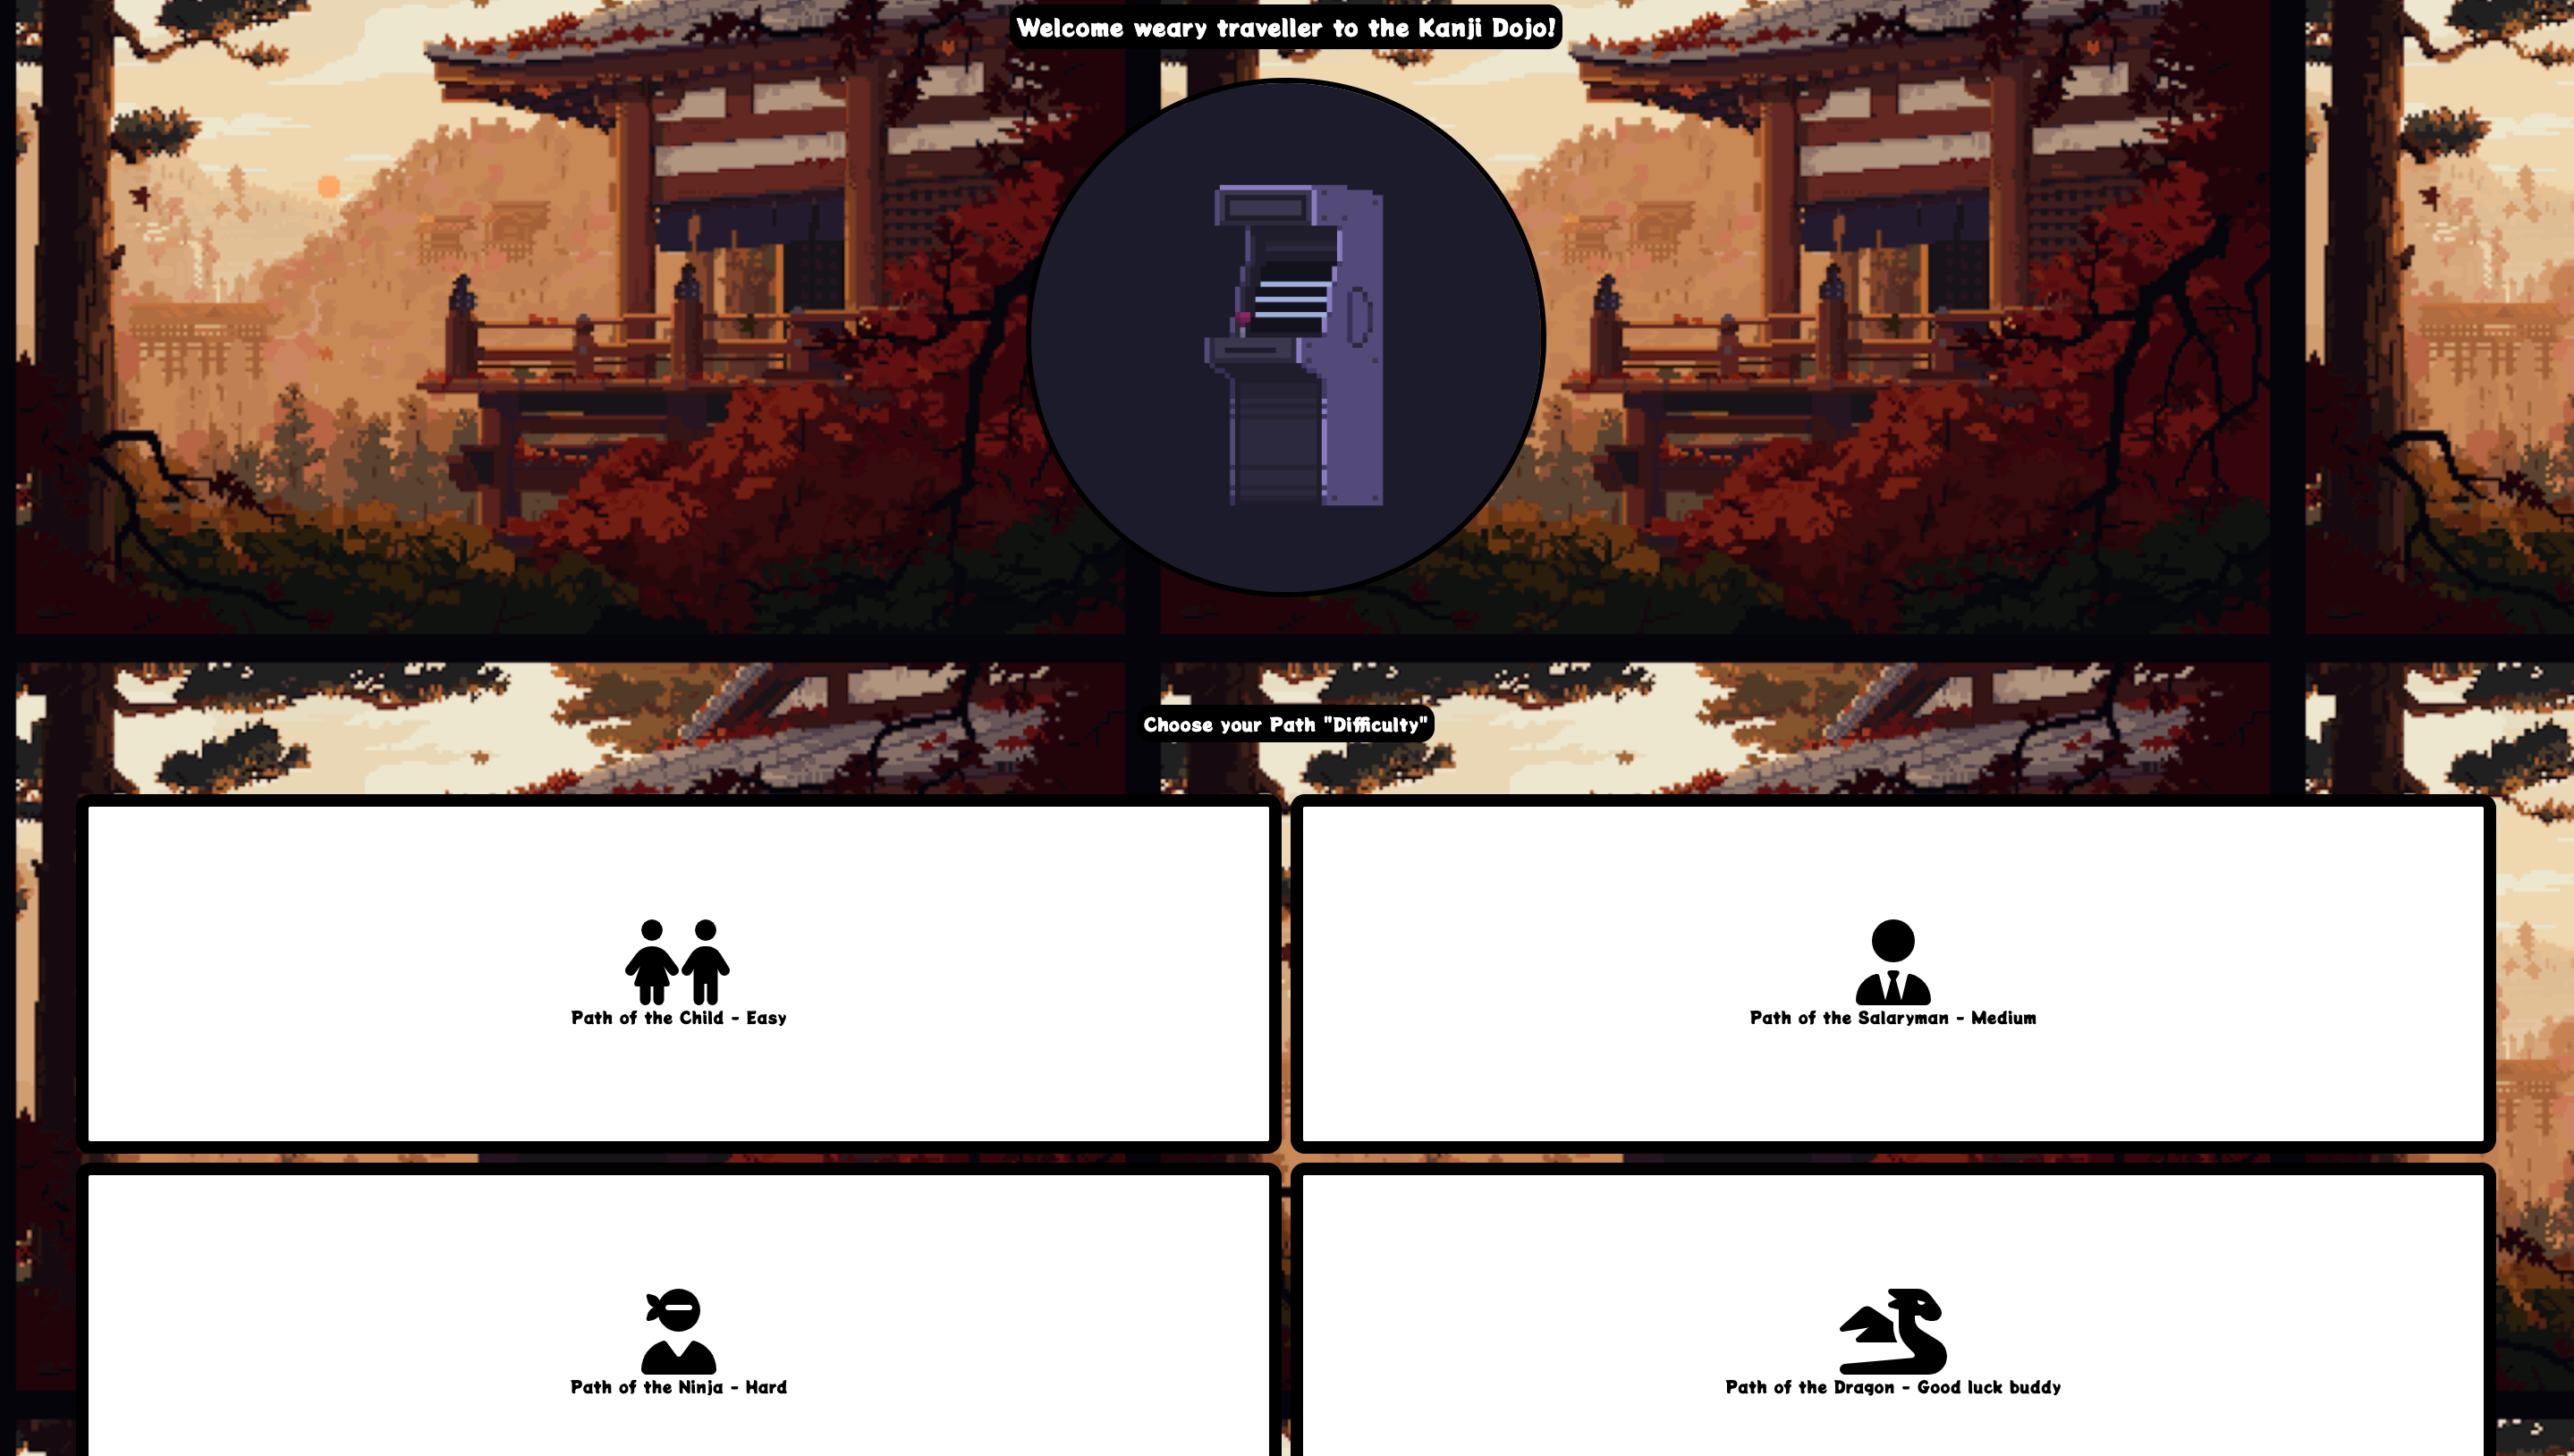 Welcome weary traveller to the Kanji Dojo!
Choose your Path "Difficulty"
Path of the Child - Easy
Path of the Salaryman - Medium
Path of the Ninja - Hard
Path of the Dragon - Good luck buddy